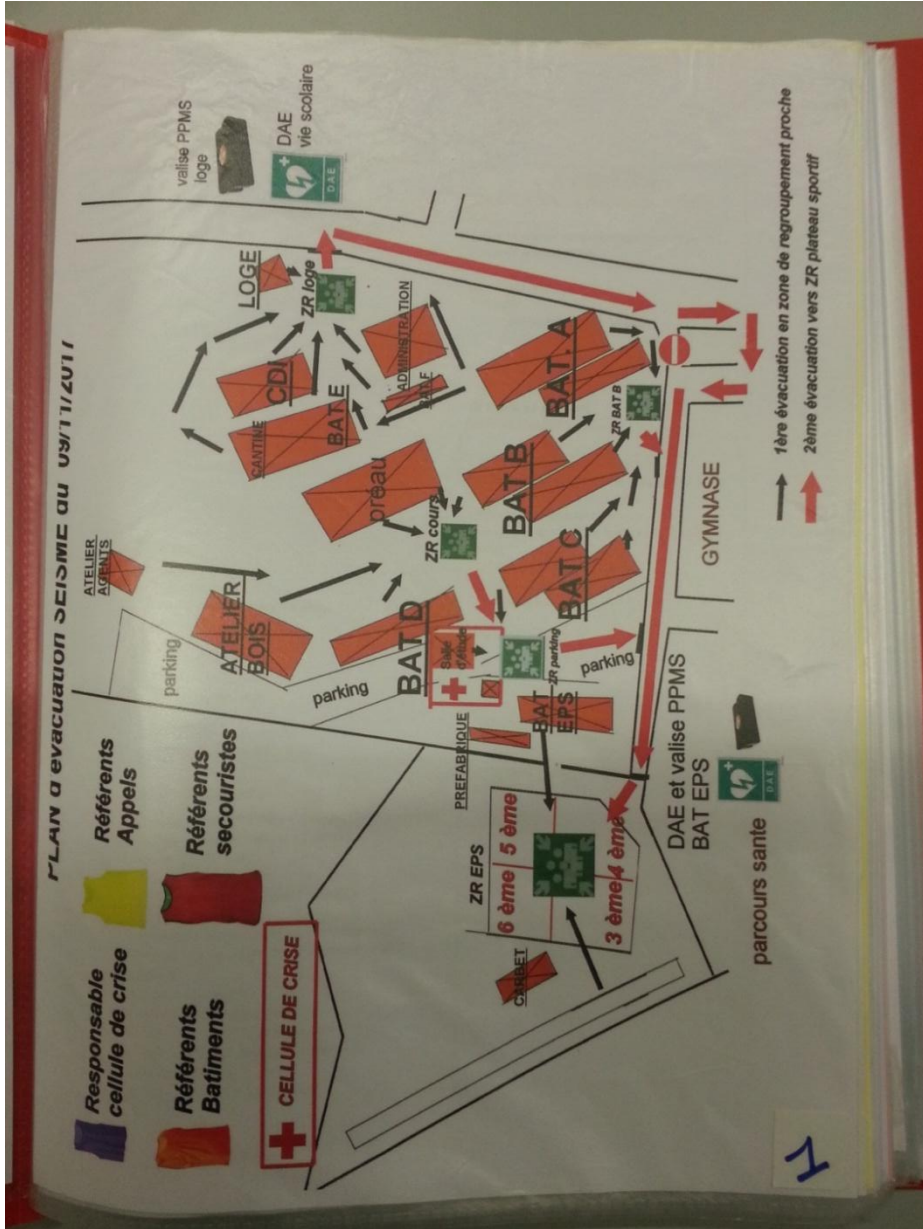 PLAN d'évacuation SEISME du 09/11/2017
Responsable
cellule de crise
Référents
Appels
Référents
Batiments
Référents
secouristes
CELLULE DE CRISE
parking
ATELIER
AGENTS
ATELIER
BOIS
parking
BAT D
préau
CANTINE
BAT E
CDI
LOGE
ZR loge
ADMINISTRATION
BAT F
valise PPMS
loge
DAE
vie scolaire
DAE
ZR cours
Salle
d'étude
ZR parking
parking
BAT C
BAT B
BAT. A
ZR BAT B
PREFABRIQUE
BAT
EPS
ZR EPS
6 ème
5 ème
3 ème
4 ème
CARBET
GYMNASE
DAE et valise PPMS
BAT EPS
DAE
parcours sante
1ère évacuation en zone de regroupement proche
2ème évacuation vers ZR plateau sportif
1